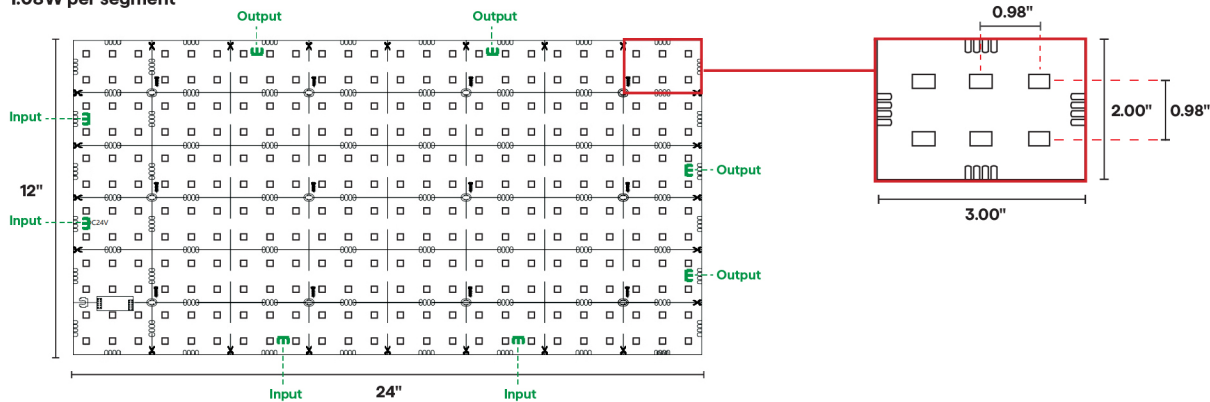 1.08W per segment
Output
Output
0.98"
Input
2.00"
0.98"
Output
12"
Input
C24V
3.00"
Output
24"
Input
Input